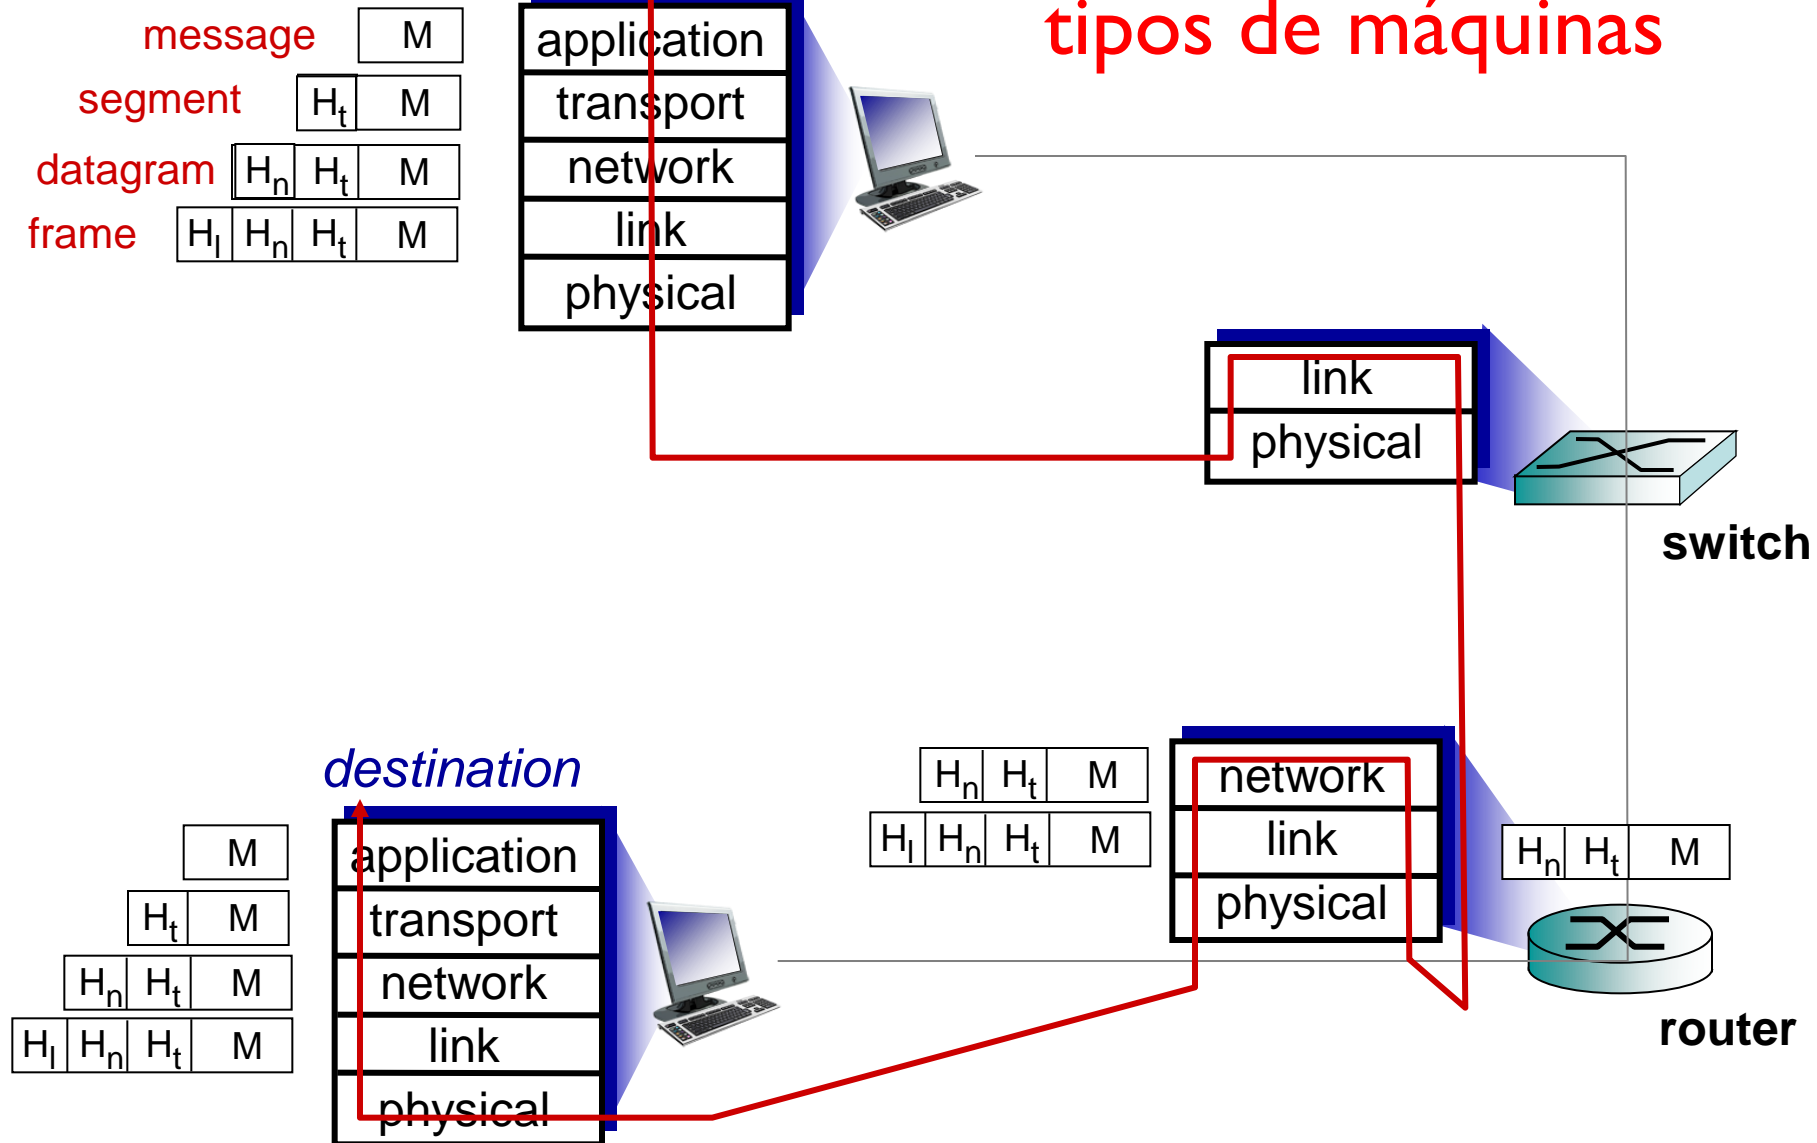 tipos de máquinas
message M
segment Ht M
datagram Hn Ht M
frame Hl Hn Ht M
application
transport
network
link
physical
link
physical
switch
destination
M
Ht M
Hn Ht M
Hl Hn Ht M
application
transport
network
link
physical
Hn Ht M
Hl Hn Ht M
network
link
physical
Hn Ht M
router